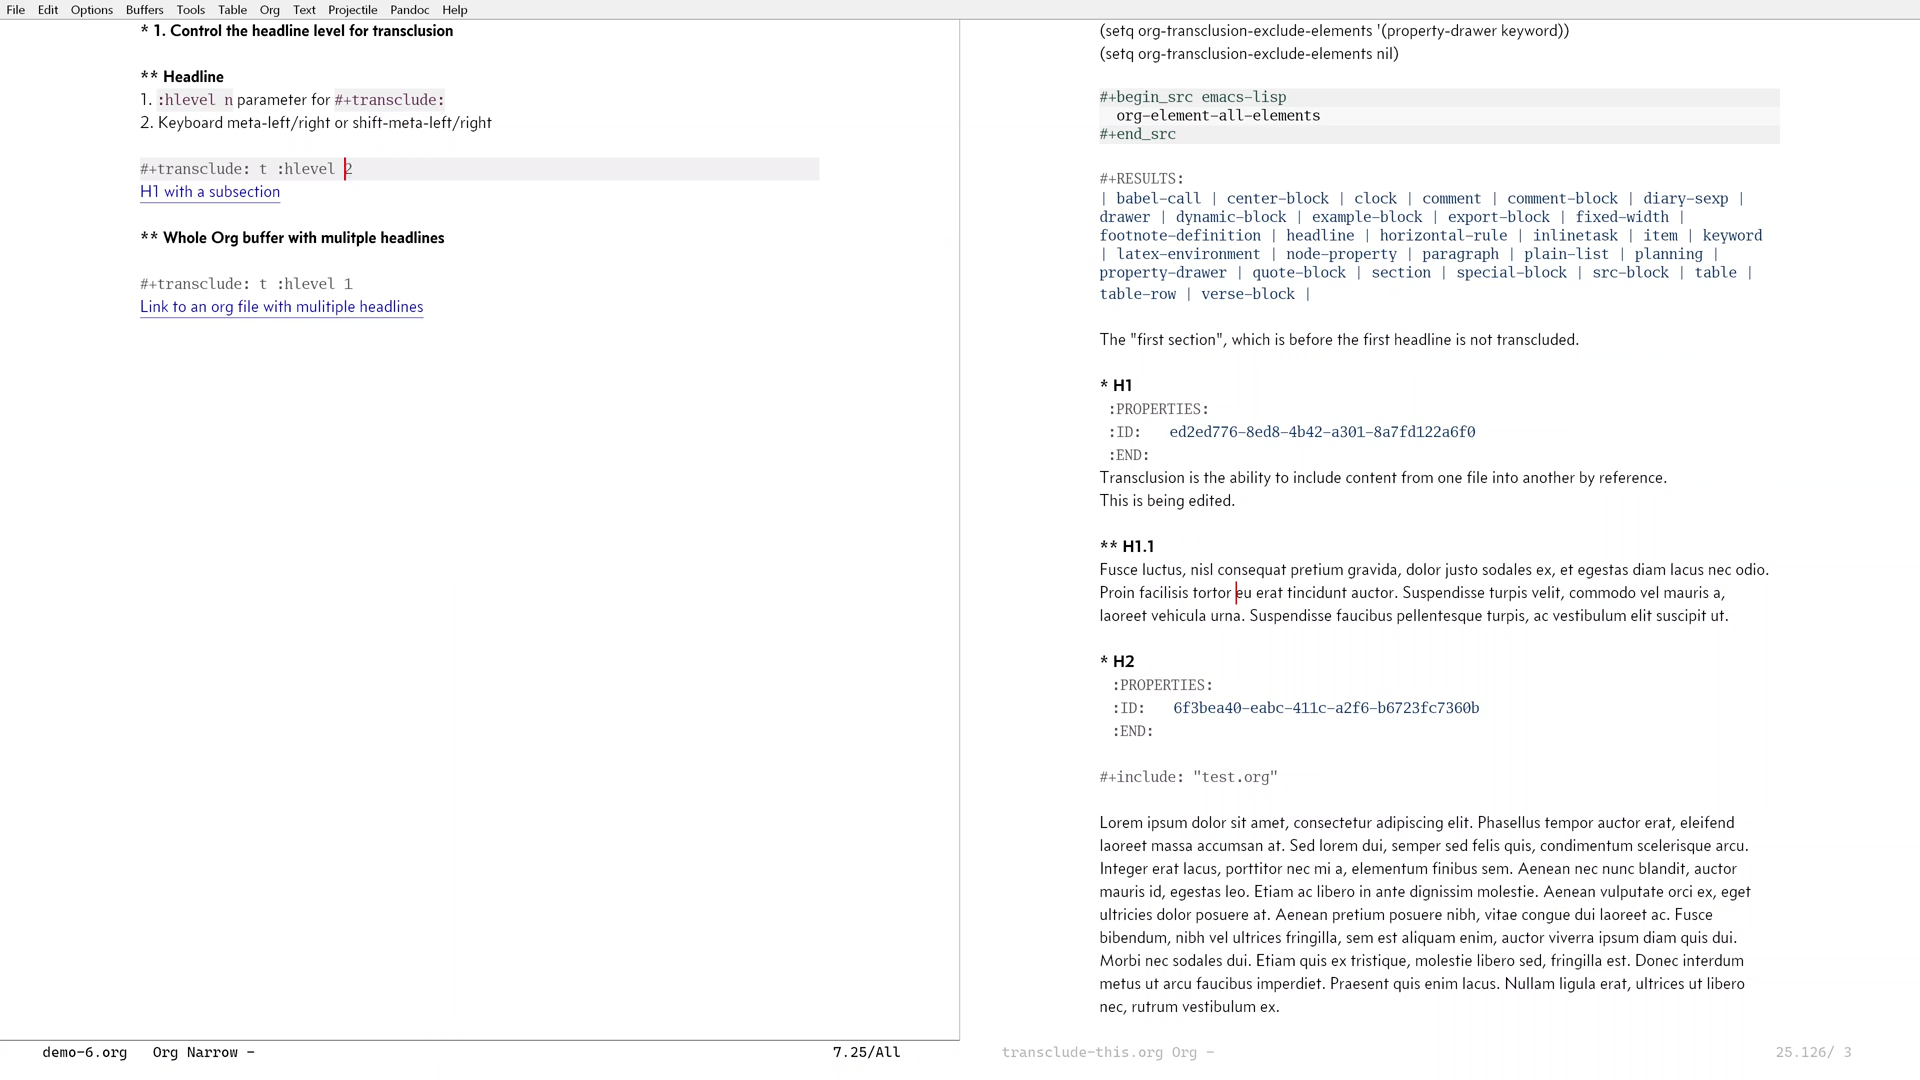 File Edit Options Buffers Tools Table Org Text Projectile Pandoc Help
* 1. Control the headline level for transclusion
** Headline
1. :hlevel n parameter for #+transclude:
2. Keyboard meta-left/right or shift-meta-left/right
#+transclude: t :hlevel 2
H1 with a subsection
** Whole Org buffer with mulitple headlines
#+transclude: t :hlevel 1
Link to an org file with mulitiple headlines
demo-6.org Org Narrow - 7.25/All
(setq org-transclusion-exclude-elements '(property-drawer keyword))
(setq org-transclusion-exclude-elements nil)
#+begin_src emacs-lisp
org-element-all-elements
#+end_src
#+RESULTS:
| babel-call | center-block | clock | comment | comment-block | diary-sexp |
drawer | dynamic-block | example-block | export-block | fixed-width |
footnote-definition | headline | horizontal-rule | inlinetask | item | keyword
| latex-environment | node-property | paragraph | plain-list | planning |
property-drawer | quote-block | section | special-block | src-block | table |
table-row | verse-block |
The "first section", which is before the first headline is not transcluded.
* H1
:PROPERTIES:
:ID: ed2ed776-8ed8-4b42-a301-8a7fd122a6f0
:END:
Transclusion is the ability to include content from one file into another by reference.
This is being edited.
** H1.1
Fusce luctus, nisl consequat pretium gravida, dolor justo sodales ex, et egestas diam lacus nec odio.
Proin facilisis tortor eu erat tincidunt auctor. Suspendisse turpis velit, commodo vel mauris a,
laoreet vehicula urna. Suspendisse faucibus pellentesque turpis, ac vestibulum elit suscipit ut.
* H2
:PROPERTIES:
:ID: 6f3bea40-eabc-411c-a2f6-b6723fc7360b
:END:
#+include: "test.org"
Lorem ipsum dolor sit amet, consectetur adipiscing elit. Phasellus tempor auctor erat, eleifend
laoreet massa accumsan at. Sed lorem dui, semper sed felis quis, condimentum scelerisque arcu.
Integer erat lacus, porttitor nec mi a, elementum finibus sem. Aenean nec nunc blandit, auctor
mauris id, egestas leo. Etiam ac libero in ante dignissim molestie. Aenean vulputate orci ex, eget
ultricies dolor posuere at. Aenean pretium posuere nibh, vitae congue dui laoreet ac. Fusce
bibendum, nibh vel ultrices fringilla, sem est aliquam enim, auctor viverra ipsum diam quis dui.
Morbi nec sodales dui. Etiam quis ex tristique, molestie libero sed, fringilla est. Donec interdum
metus ut arcu faucibus imperdiet. Praesent quis enim lacus. Nullam ligula erat, ultrices ut libero
nec, rutrum vestibulum ex.
transclude-this.org Org - 25.126/ 3